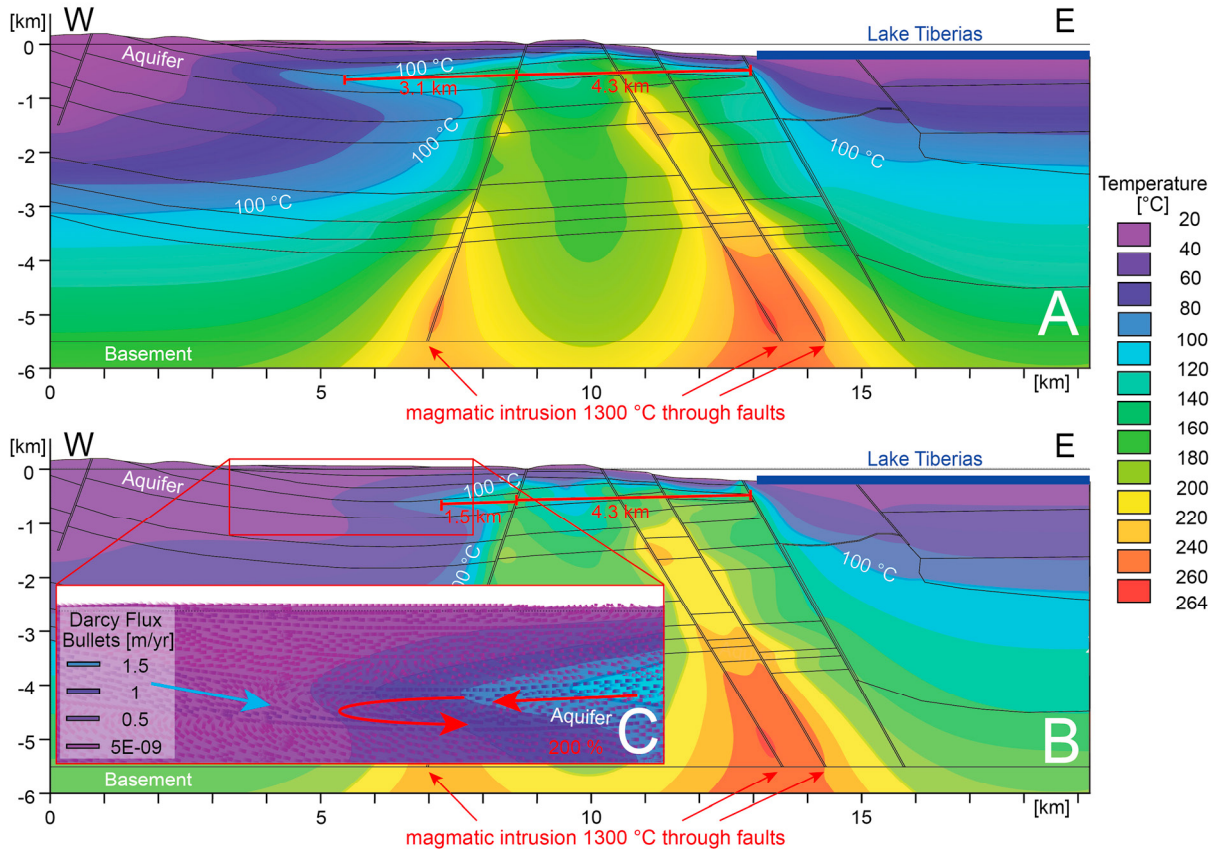 [km]
W
E
0
-1
-2
-3
-4
-5
-6
Aquifer
100 °C
3.1 km
4.3 km
Lake Tiberias
100 °C
100 °C
100 °C
A
Basement
0
5
10
15
[km]
magmatic intrusion 1300 °C through faults
Temperature
[°C]
20
40
60
80
100
120
140
160
180
200
220
240
260
264
[km]
W
E
0
-1
-2
-3
-4
-5
-6
Aquifer
100 °C
1.5 km
4.3 km
Lake Tiberias
100 °C
Darcy Flux
Bullets [m/yr]
1.5
1
0.5
5E-09
Aquifer
200 %
C
B
Basement
0
5
10
15
[km]
magmatic intrusion 1300 °C through faults